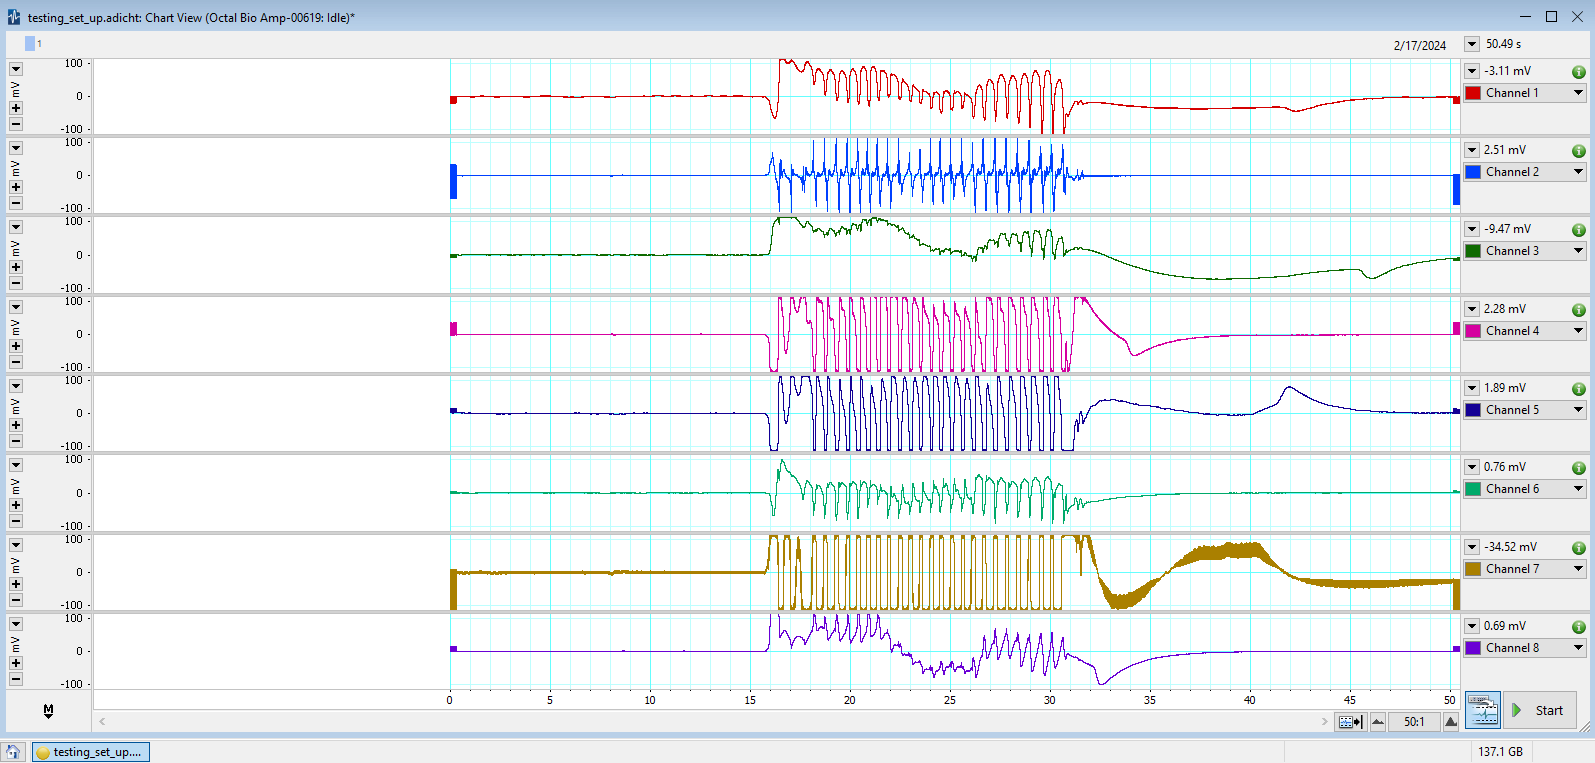 testing_set_up.adicht: Chart View (Octal Bio Amp-00619: Idle)*
1
2/17/2024
50.49 s
100
mV
0
-100
-3.11 mV
Channel 1
100
mV
0
-100
2.51 mV
Channel 2
100
mV
0
-100
-9.47 mV
Channel 3
100
mV
0
-100
2.28 mV
Channel 4
100
mV
0
-100
1.89 mV
Channel 5
100
mV
0
-100
0.76 mV
Channel 6
100
mV
0
-100
-34.52 mV
Channel 7
100
mV
0
-100
0.69 mV
Channel 8
0 5 10 15 20 25 30 35 40 45 50
M
50:1
Start
testing_set_up....
137.1 GB